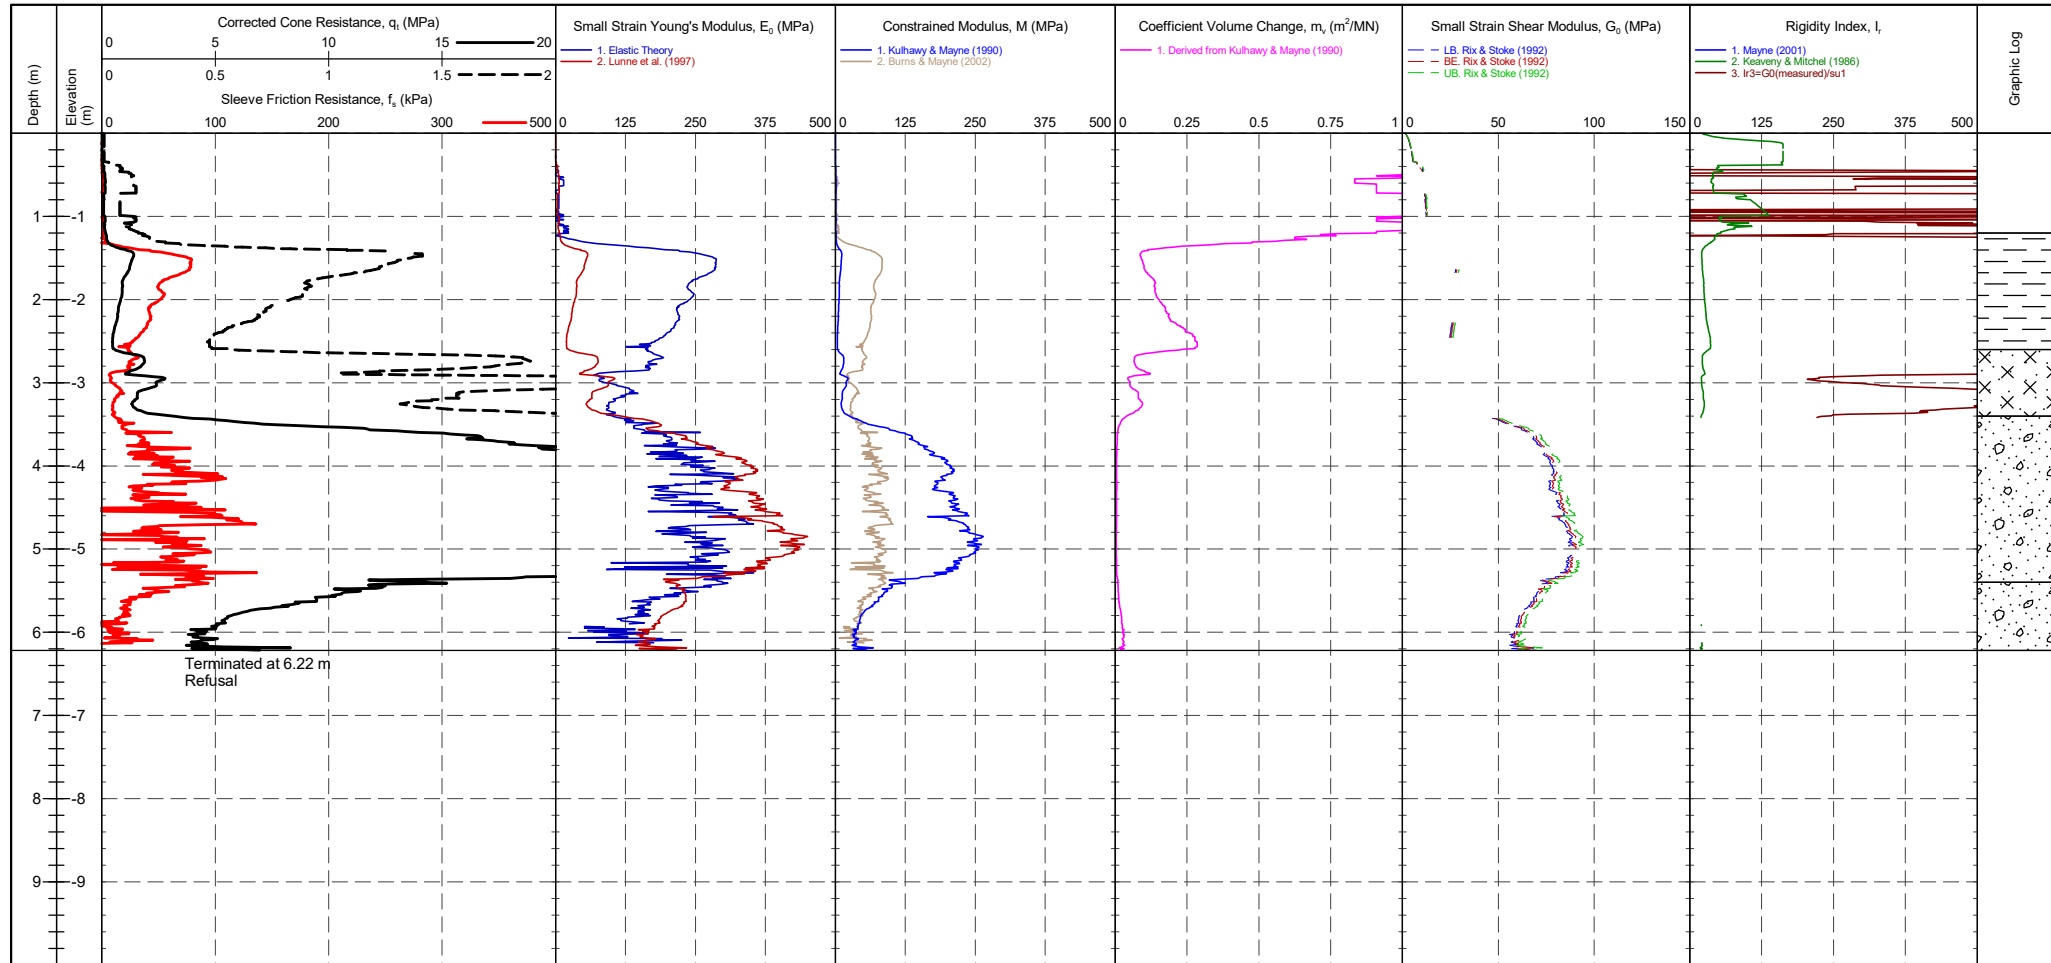 Depth (m)
Elevation (m)
Corrected Cone Resistance, qt (MPa)
0 5 10 15 20
0 0.5 1 1.5 2
Sleeve Friction Resistance, fs (kPa)
0 100 200 300 500
Small Strain Young's Modulus, E0 (MPa)
1. Elastic Theory
2. Lunne et al. (1997)
0 125 250 375 500
Constrained Modulus, M (MPa)
1. Kulhawy & Mayne (1990)
2. Burns & Mayne (2002)
0 125 250 500
Coefficient Volume Change, mv (m2/MN)
1. Derived from Kulhawy & Mayne (1990)
0 0.25 0.5 0.75 1
Small Strain Shear Modulus, G0 (MPa)
LB. Rix & Stoke (1992)
BE. Rix & Stoke (1992)
UB. Rix & Stoke (1992)
0 50 100 150
Rigidity Index, Ir
1. Mayne (2001)
2. Keaveny & Mitchel (1986)
3. Ir3=G0(measured)/su1
0 125 250 375 500
Graphic Log
1 -1
2 -2
3 -3
4 -4
5 -5
6 -6
Terminated at 6.22 m
Refusal
7 -7
8 -8
9 -9